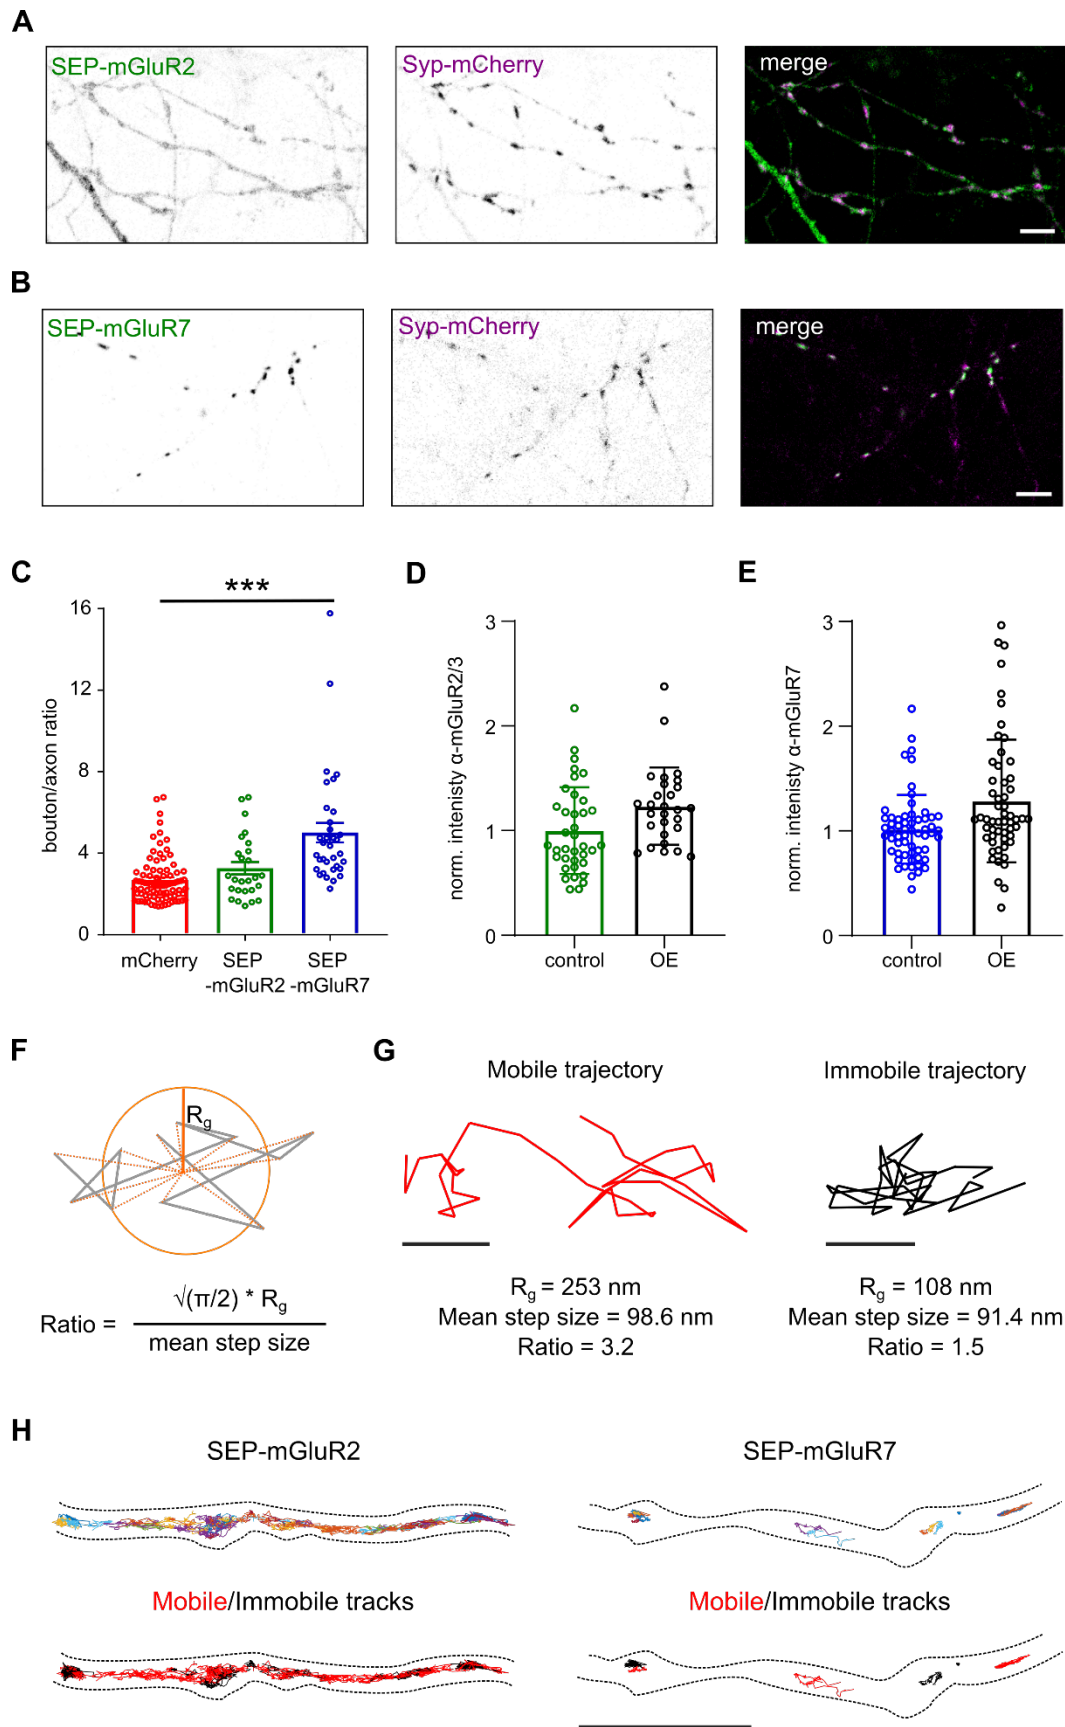 A
SEP-mGluR2
Syp-mCherry
merge
B
SEP-mGluR7
Syp-mCherry
merge
C
***
bouton/axon ratio
16
12
8
4
0
mCherry
SEP
-mGluR2
SEP
-mGluR7
D
norm. intenisty α-mGluR2/3
3
2
1
0
control
OE
E
norm. intenisty α-mGluR7
3
2
1
0
control
OE
F
Rg
Ratio = √(π/2) * Rg
mean step size
G
Mobile trajectory
Rg = 253 nm
Mean step size = 98.6 nm
Ratio = 3.2
Immobile trajectory
Rg = 108 nm
Mean step size = 91.4 nm
Ratio = 1.5
H
SEP-mGluR2
SEP-mGluR7
Mobile/Immobile tracks
Mobile/Immobile tracks